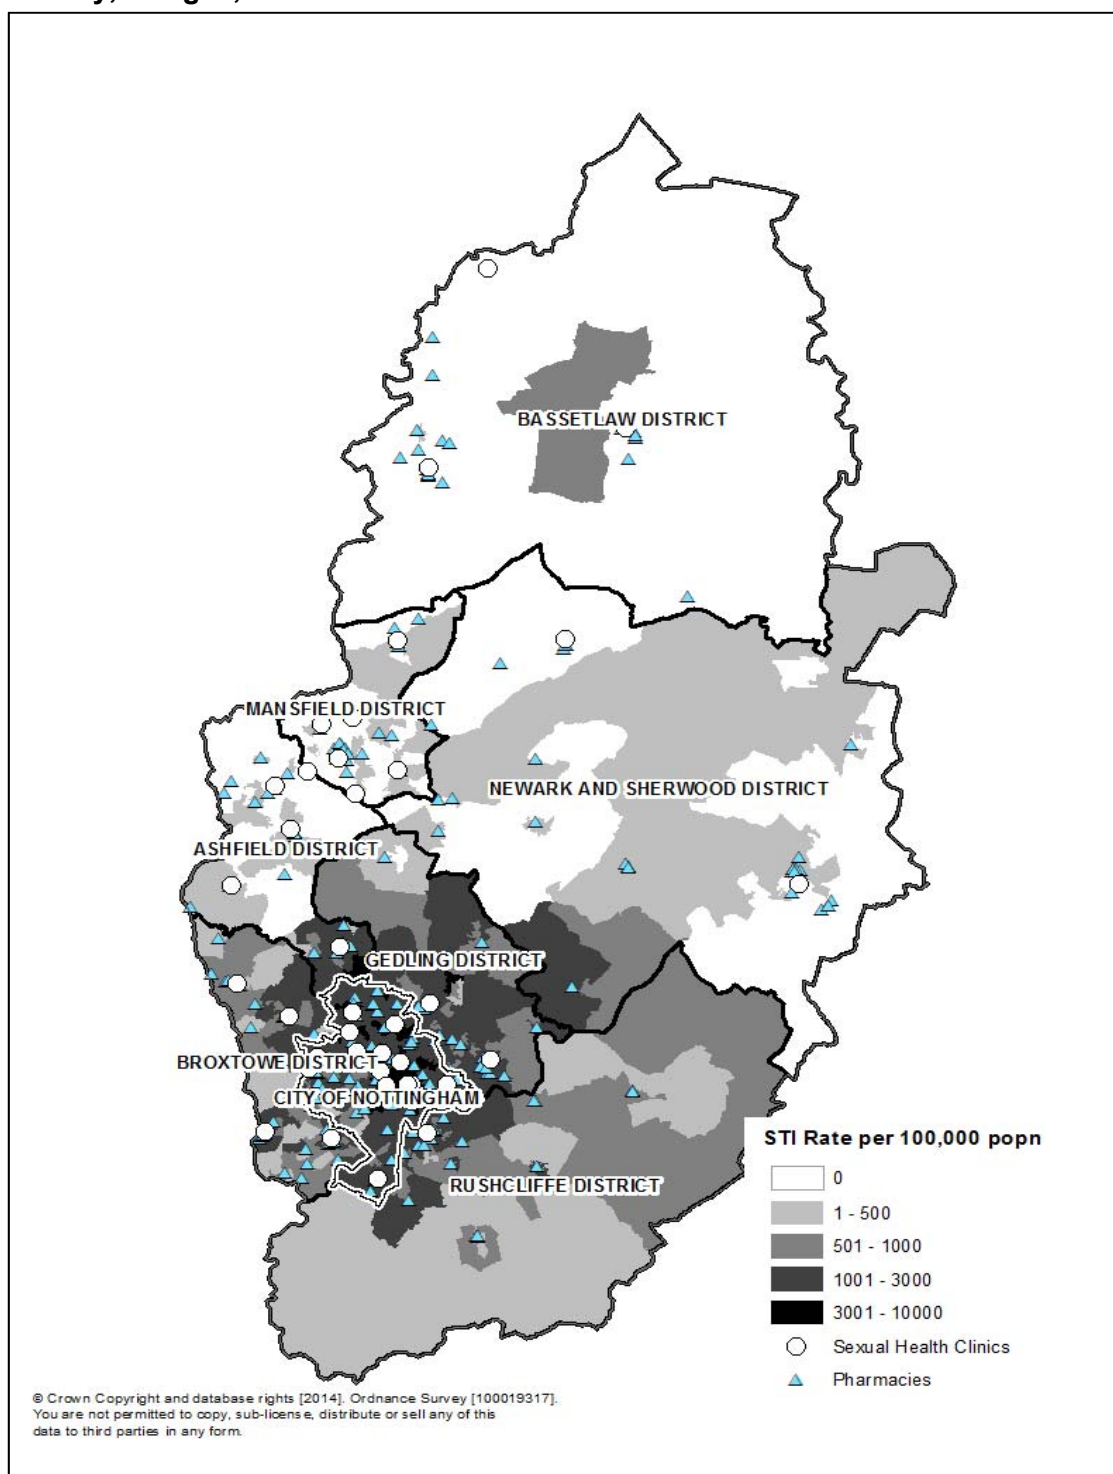 BASSETLAW DISTRICT
MANSFIELD DISTRICT
NEWARK AND SHERWOOD DISTRICT
ASHFIELD DISTRICT
GEDLING DISTRICT
BROXTOWE DISTRICT
CITY OF NOTTINGHAM
RUSHCLIFFE DISTRICT
STI Rate per 100,000 popn
0
1 - 500
501 - 1000
1001 - 3000
3001 - 10000
Sexual Health Clinics
Pharmacies
© Crown Copyright and database rights [2014]. Ordnance Survey [100019317].
You are not permitted to copy, sub-license, distribute or sell any of this
data to third parties in any form.